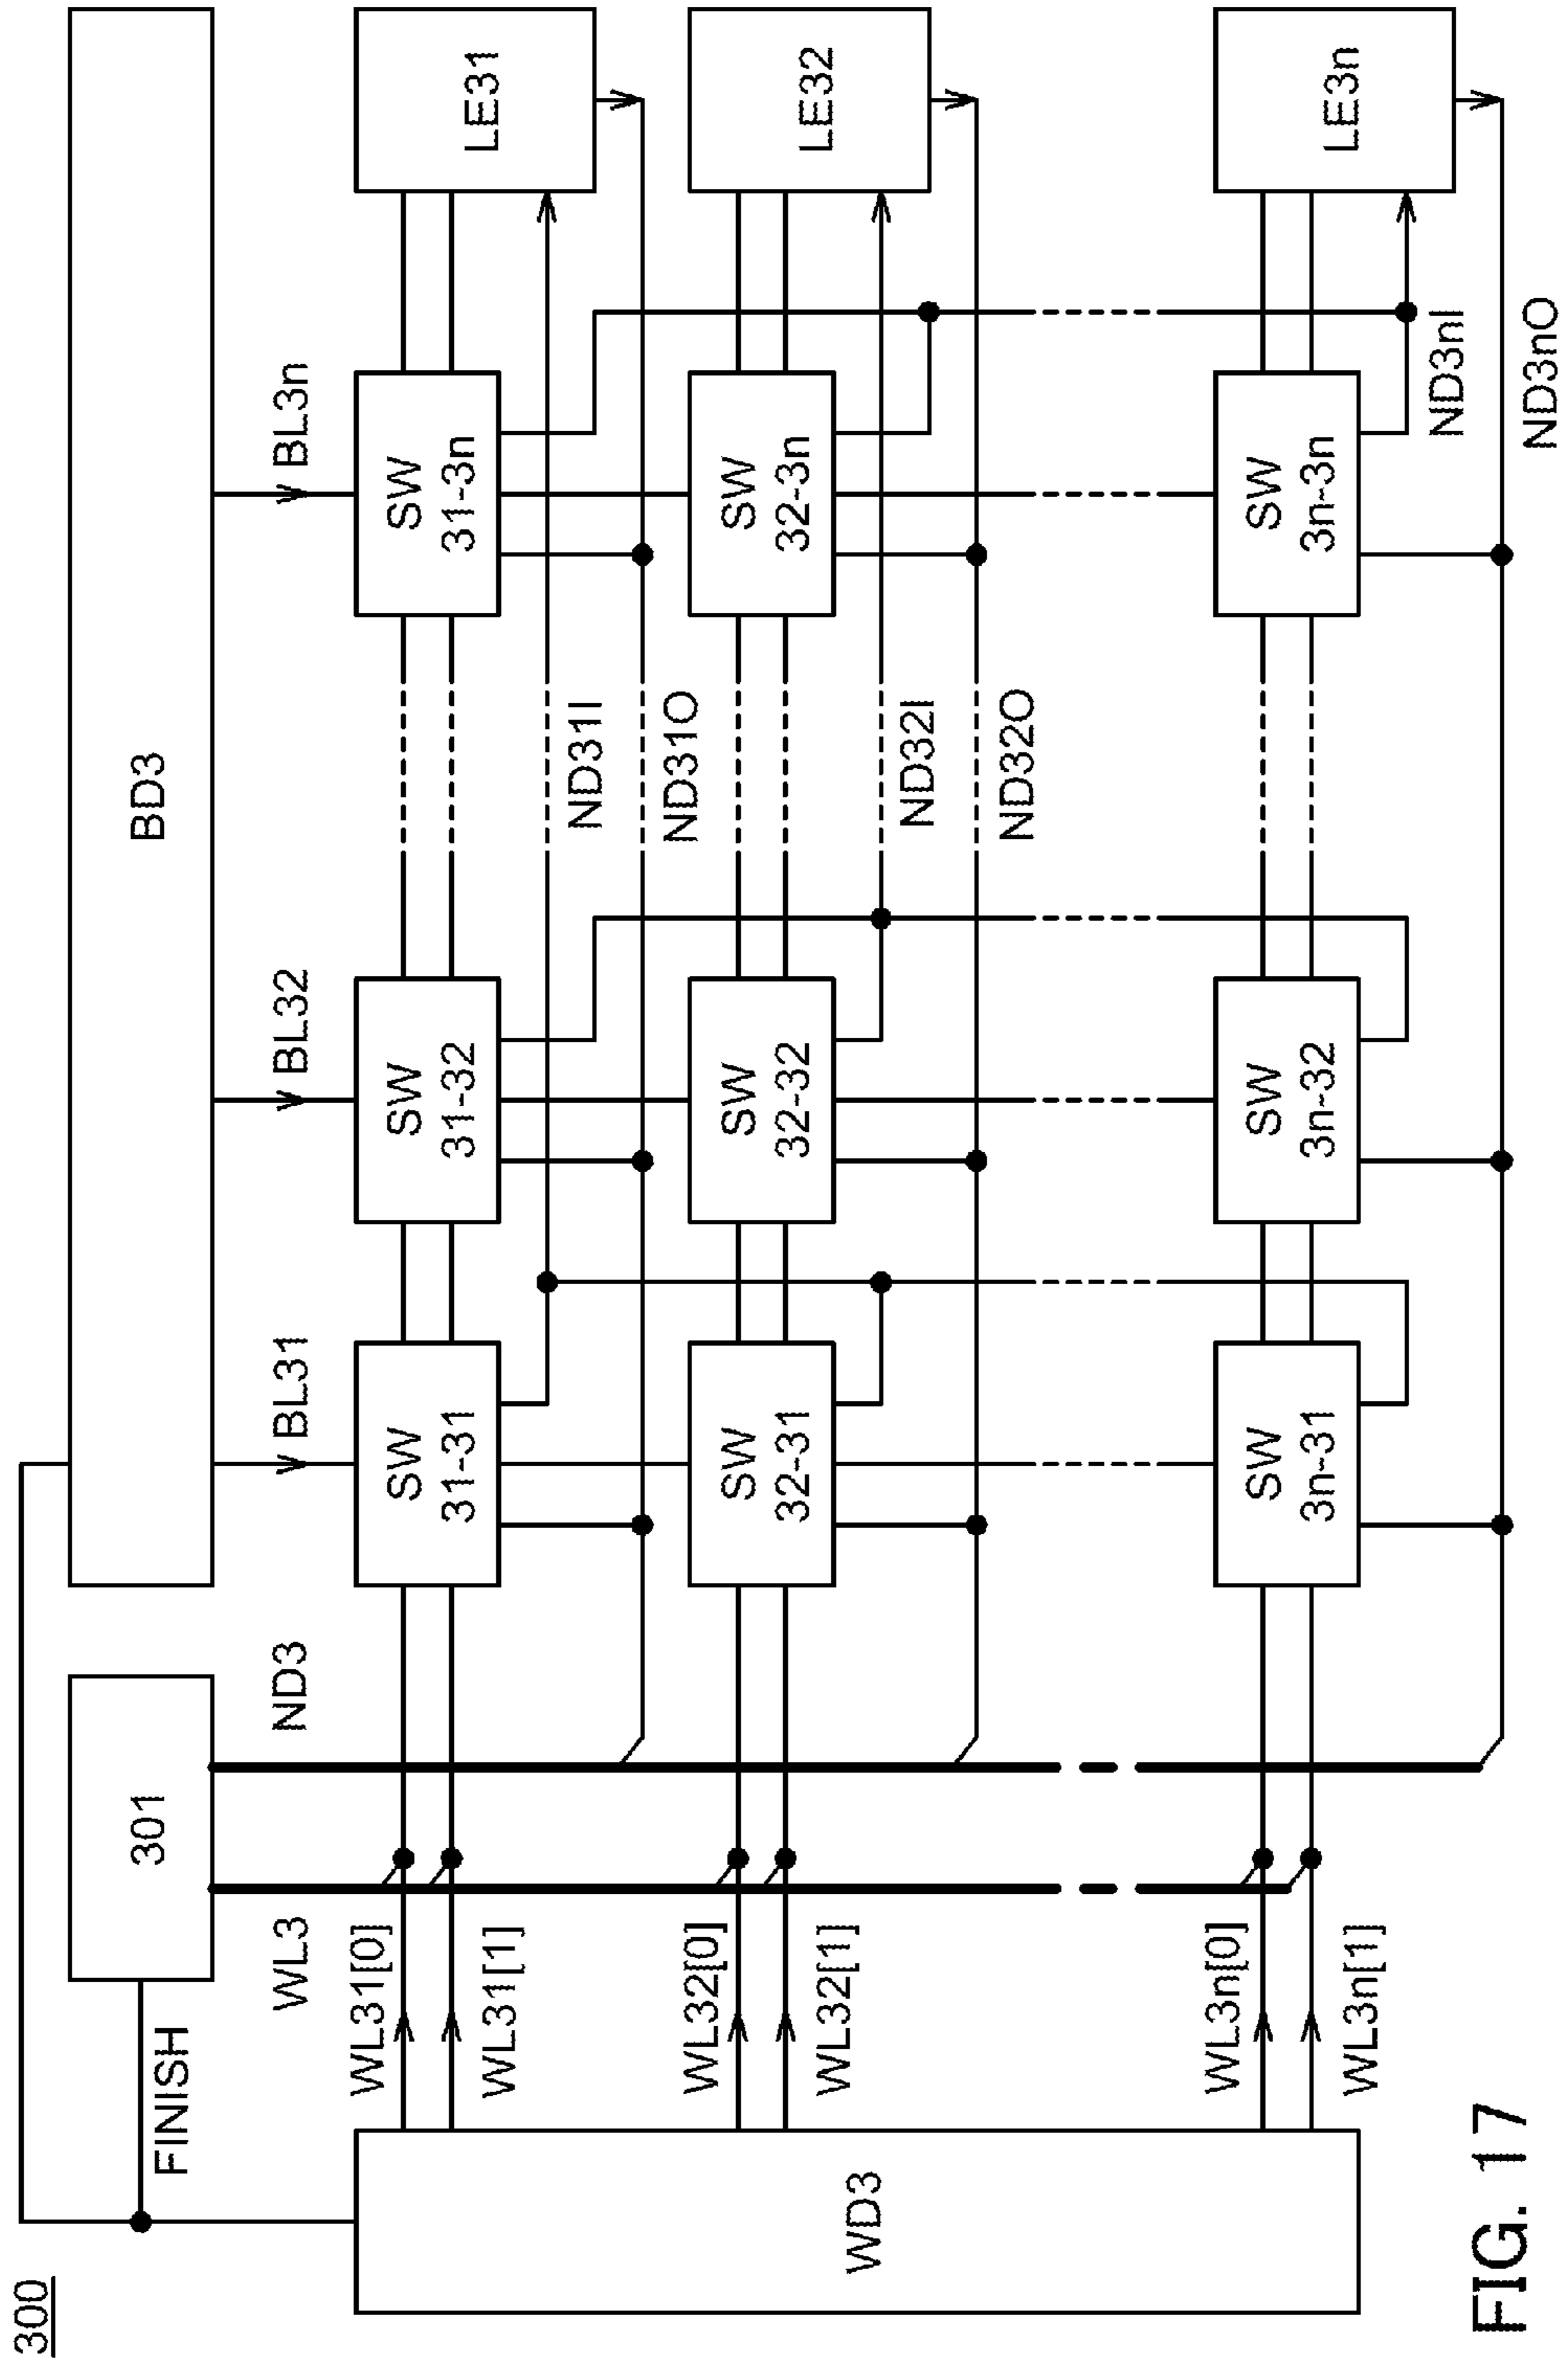 300
BD3
301
FINISH
WL3
ND3
BL31
BL32
BL3n
WL31[0]
WL31[1]
SW
31-31
SW
31-32
SW
31-3n
LE31
ND31I
ND31O
WD3
WL32[0]
WL32[1]
SW
32-31
SW
32-32
SW
32-3n
LE32
ND32I
ND32O
WL3n[0]
WL3n[1]
SW
3n-31
SW
3n-32
SW
3n-3n
LE3n
ND3nI
ND3nO
FIG. 17